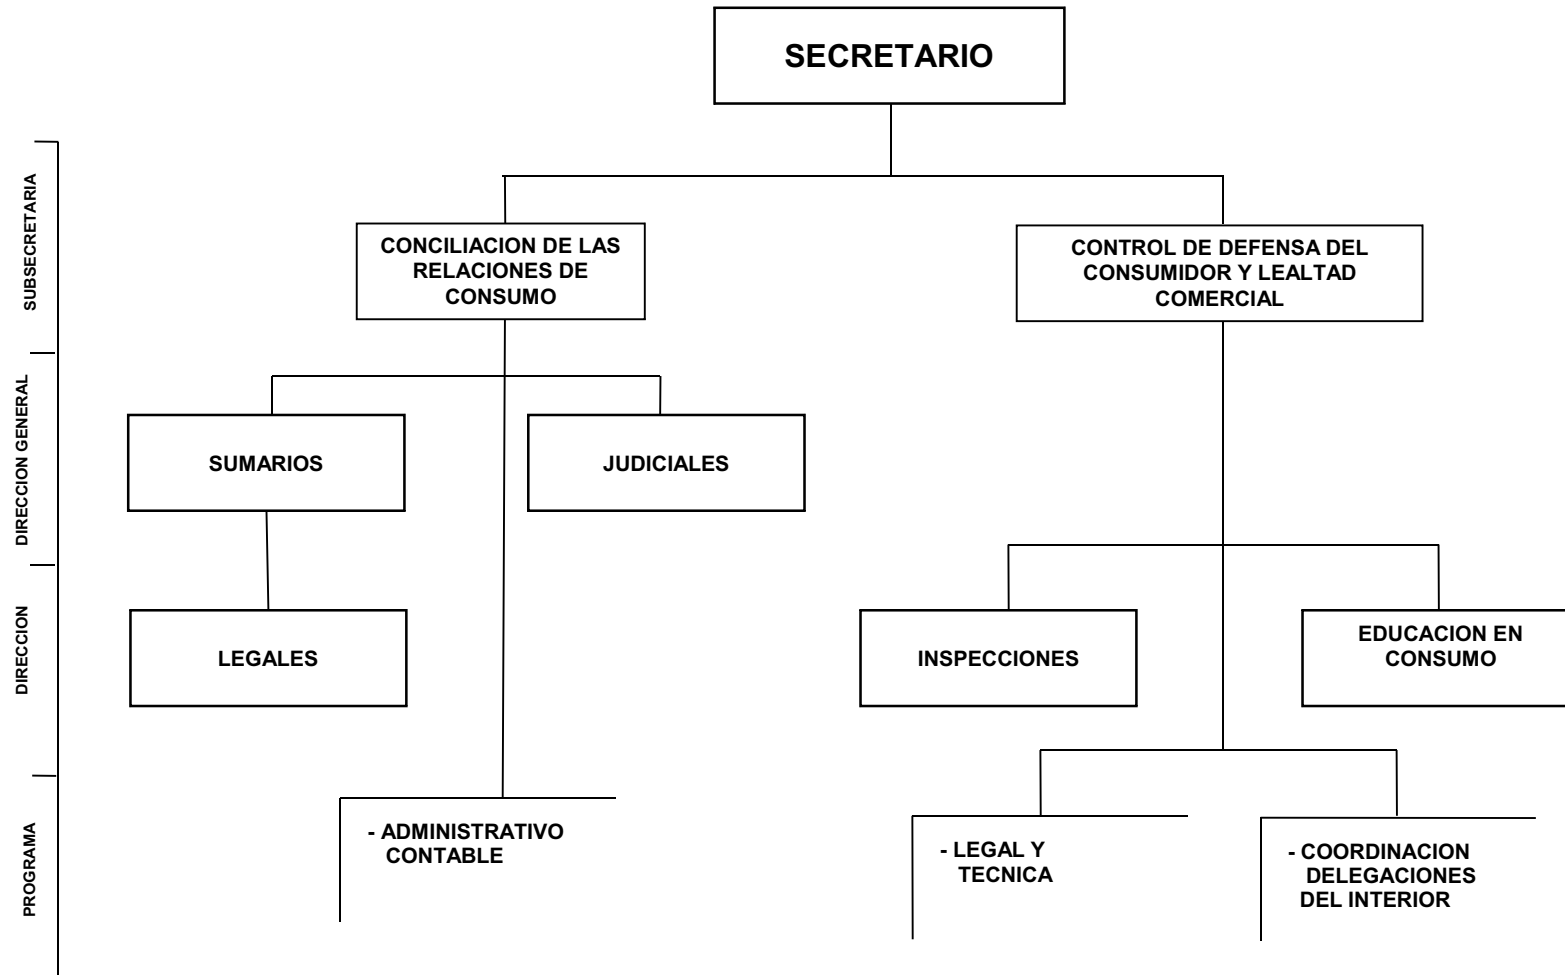 SECRETARIO
SUBSECRETARIA
CONCILIACION DE LAS
RELACIONES DE
CONSUMO
CONTROL DE DEFENSA DEL
CONSUMIDOR Y LEALTAD
COMERCIAL
DIRECCION GENERAL
SUMARIOS
JUDICIALES
DIRECCION
LEGALES
INSPECCIONES
EDUCACION EN
CONSUMO
PROGRAMA
- ADMINISTRATIVO
CONTABLE
- LEGAL Y
TECNICA
- COORDINACION
DELEGACIONES
DEL INTERIOR